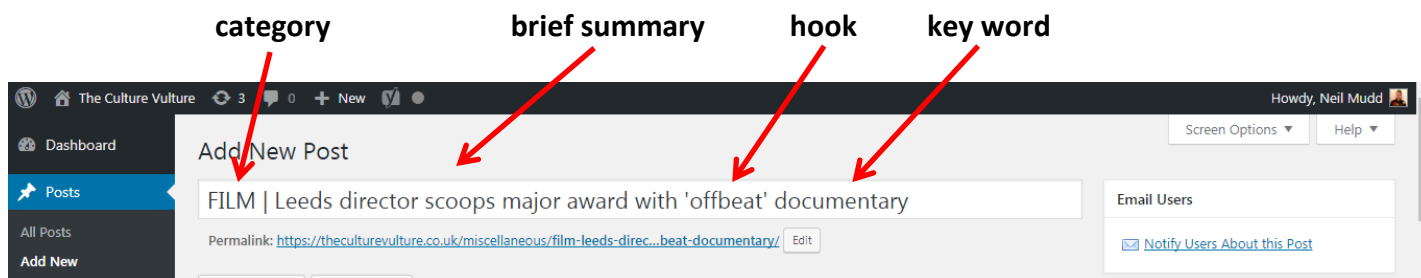 category brief summary hook key word
The Culture Vulture 3 0 + New Howdy, Neil Mudd
Screen Options ▼ Help ▼
Dashboard
Add New Post
Posts
FILM | Leeds director scoops major award with 'offbeat' documentary
Email Users
All Posts
Permalink: https://theculturevulture.co.uk/miscellaneous/film-leeds-direc...beat-documentary/ Edit
Notify Users About this Post
Add New